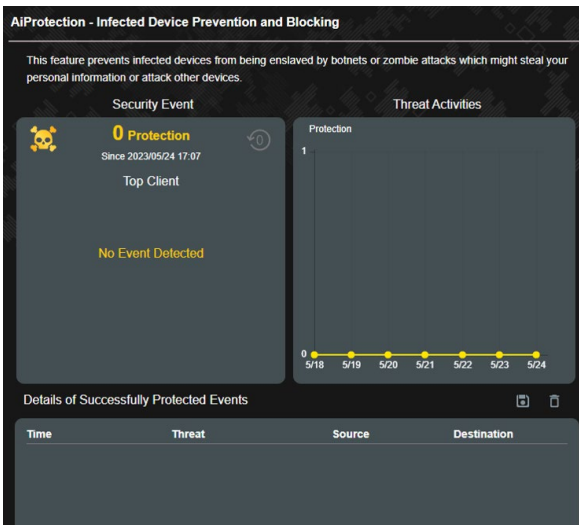 AiProtection - Infected Device Prevention and Blocking
This feature prevents infected devices from being enslaved by botnets or zombie attacks which might steal your
personal information or attack other devices.
Security Event
0 Protection
0
Since 2023/05/24 17:07
Top Client
No Event Detected
Threat Activities
Protection
1
0
5/18 5/19 5/20 5/21 5/22 5/23 5/24
Details of Successfully Protected Events
Time Threat Source Destination